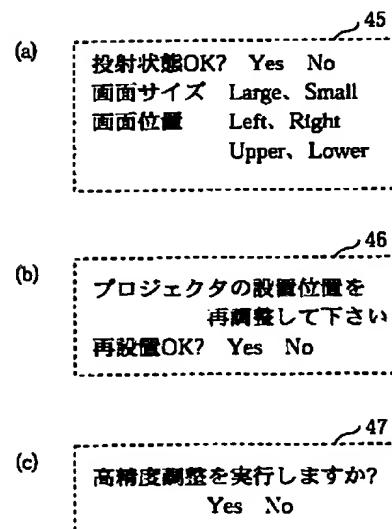 45
(a)
投射状態OK? Yes No
画面サイズ Large、Small
画面位置 Left、Right
Upper、Lower
46
(b)
プロジェクタの設置位置を
再調整して下さい
再設置OK? Yes No
47
(c)
高精度調整を実行しますか?
Yes No